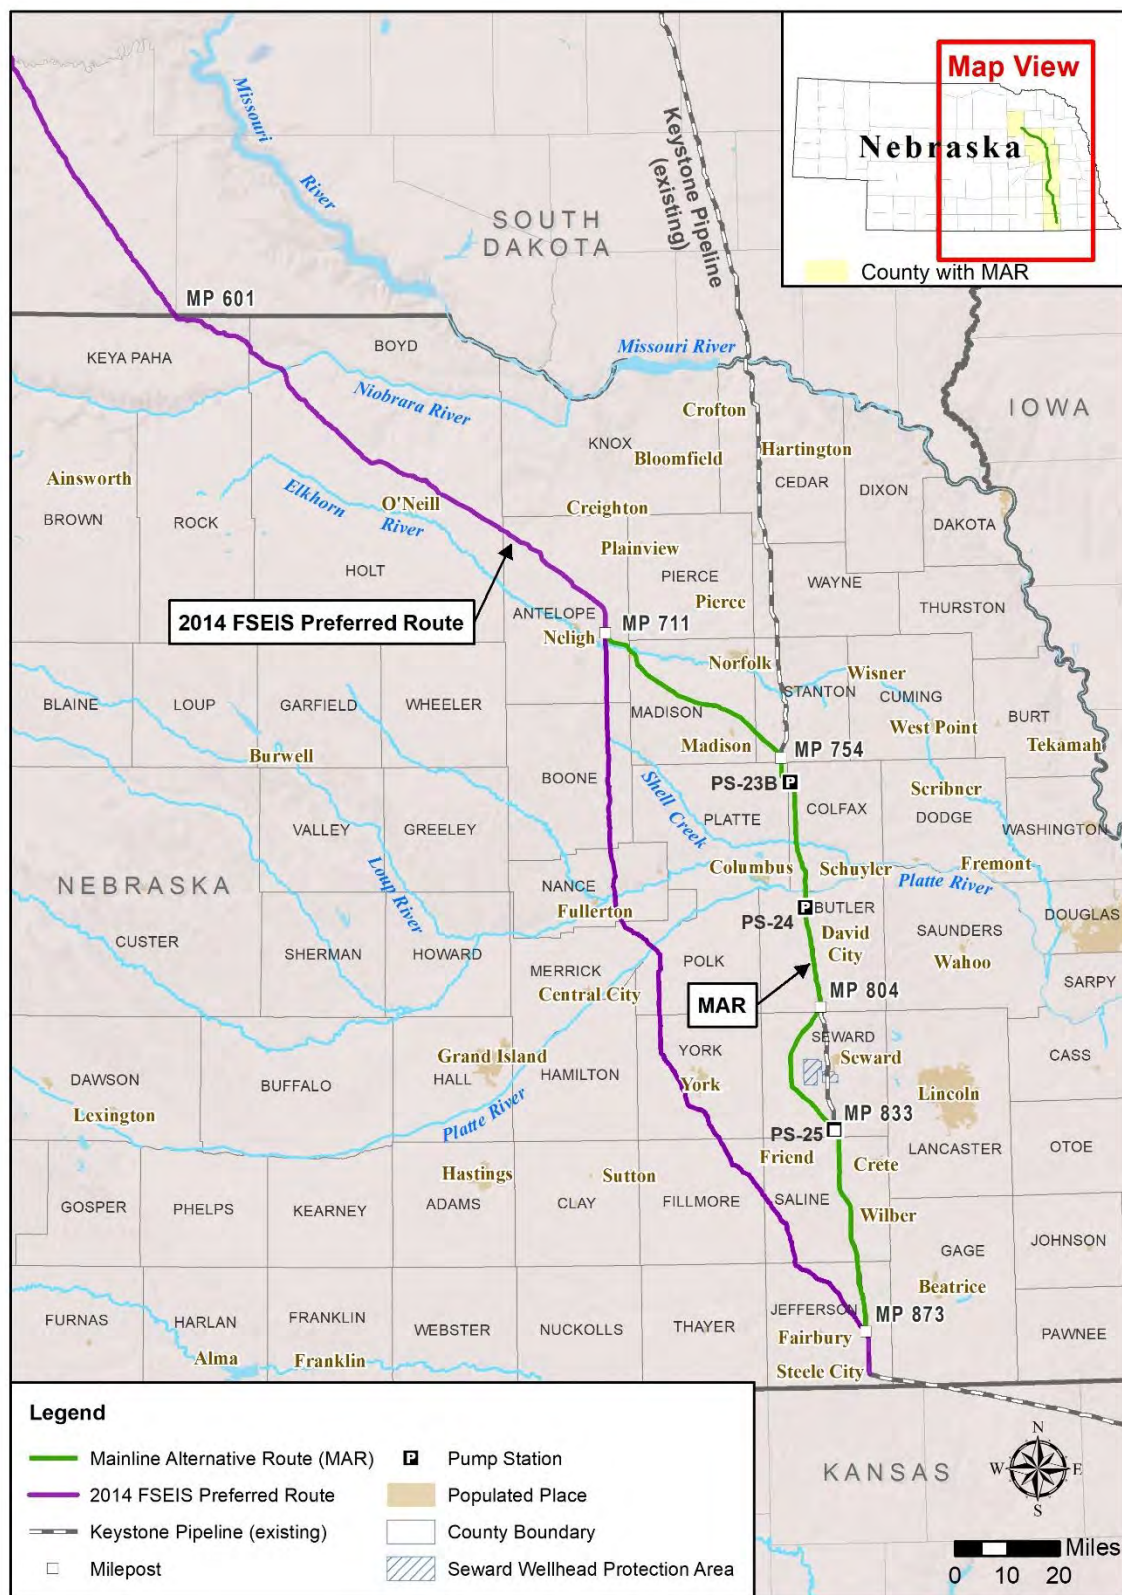 Map View
Nebraska
County with MAR
Missouri
River
SOUTH
DAKOTA
Keystone Pipeline
(existing)
MP 601
KEYA PAHA
BOYD
Missouri River
Niobrara River
IOWA
Crofton
KNOX
Bloomfield
Hartington
CEDAR
DIXON
Ainsworth
BROWN
ROCK
O'Neill
Elkhorn
River
Creighton
DAKOTA
HOLT
Plainview
PIERCE
Pierce
WAYNE
THURSTON
2014 FSEIS Preferred Route
ANTELOPE
Neligh
MP 711
Norfolk
STANTON
Wisner
CUMING
BLAINE
LOUP
GARFIELD
WHEELER
MADISON
West Point
BURT
Tekamah
Madison
MP 754
Burwell
BOONE
PS-23B
P
Scribner
Shell Creek
PLATTE
COLFAX
DODGE
WASHINGTON
VALLEY
GREELEY
Columbus
Schuyler
Fremont
Platte River
NEBRASKA
Loup River
NANCE
Fullerton
PS-24
P
BUTLER
David
City
SAUNDERS
Wahoo
DOUGLAS
CUSTER
SHERMAN
HOWARD
MERRICK
Central City
POLK
MAR
MP 804
SARPY
SEWARD
Seward
CASS
Grand Island
HALL
HAMILTON
YORK
York
DAWSON
Lexington
BUFFALO
Lincoln
Platte River
MP 833
PS-25
Friend
Crete
LANCASTER
OTOE
Hastings
Sutton
GOSPER
PHELPS
KEARNEY
ADAMS
CLAY
FILLMORE
SALINE
Wilber
GAGE
JOHNSON
Beatrice
FURNAS
HARLAN
FRANKLIN
WEBSTER
NUCKOLLS
THAYER
JEFFERSON
MP 873
Fairbury
PAWNEE
Alma
Franklin
Steele City
Legend
Mainline Alternative Route (MAR)
P Pump Station
2014 FSEIS Preferred Route
Populated Place
Keystone Pipeline (existing)
County Boundary
Milepost
Seward Wellhead Protection Area
KANSAS
N
W E
S
Miles
0 10 20